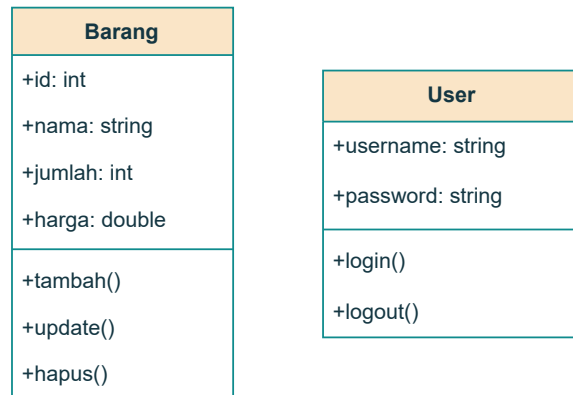 Barang
+id: int
+nama: string
+jumlah: int
+harga: double
+tambah()
+update()
+hapus()
User
+username: string
+password: string
+login()
+logout()